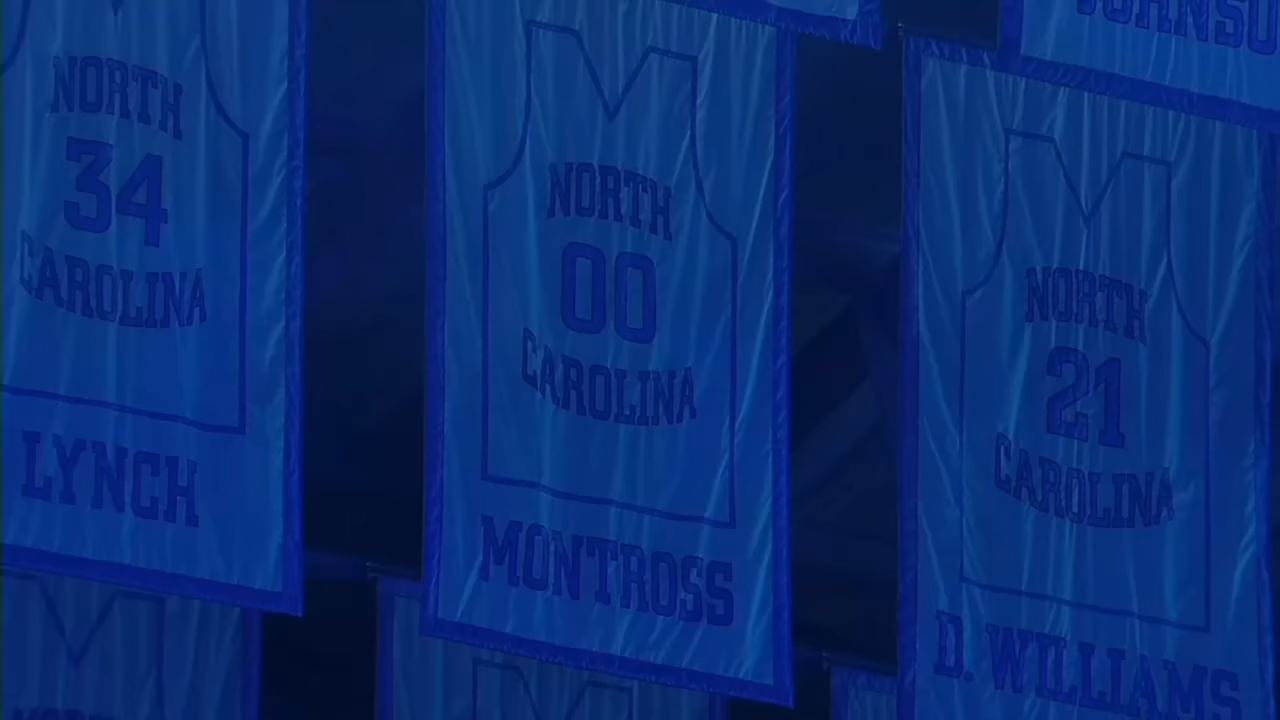 NORTH
34
CAROLINA
LYNCH
NORTH
00
CAROLINA
MONTROSS
NORTH
21
CAROLINA
D. WILLIAMS